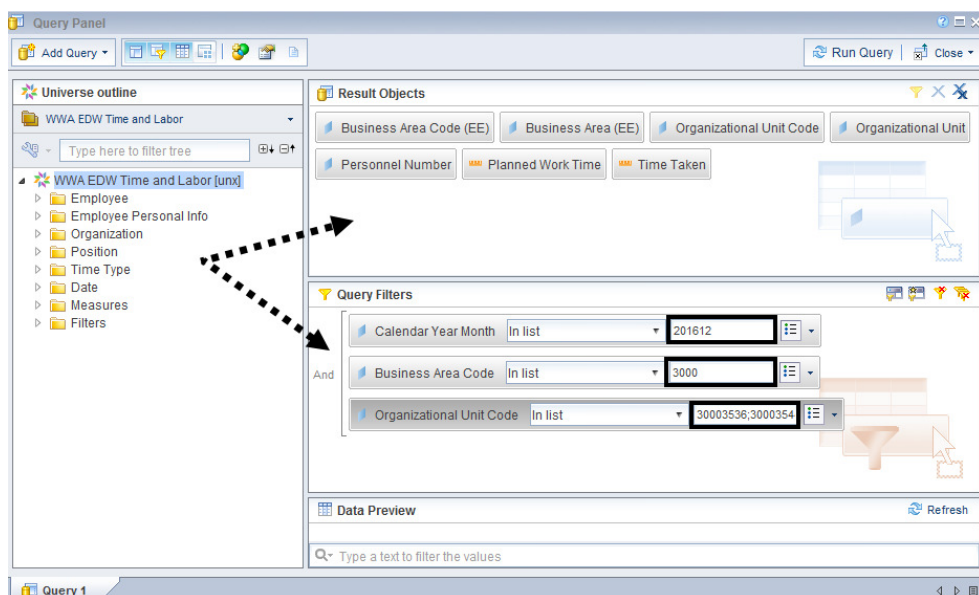 Query Panel
Add Query
Run Query
Close
Universe outline
WWA EDW Time and Labor
Type here to filter tree
WWA EDW Time and Labor [unx]
Employee
Employee Personal Info
Organization
Position
Time Type
Date
Measures
Filters
Result Objects
Business Area Code (EE)
Business Area (EE)
Organizational Unit Code
Organizational Unit
Personnel Number
Planned Work Time
Time Taken
Query Filters
And
Calendar Year Month In list 201612
Business Area Code In list 3000
Organizational Unit Code In list 30003536;3000354
Data Preview
Refresh
Type a text to filter the values
Query 1